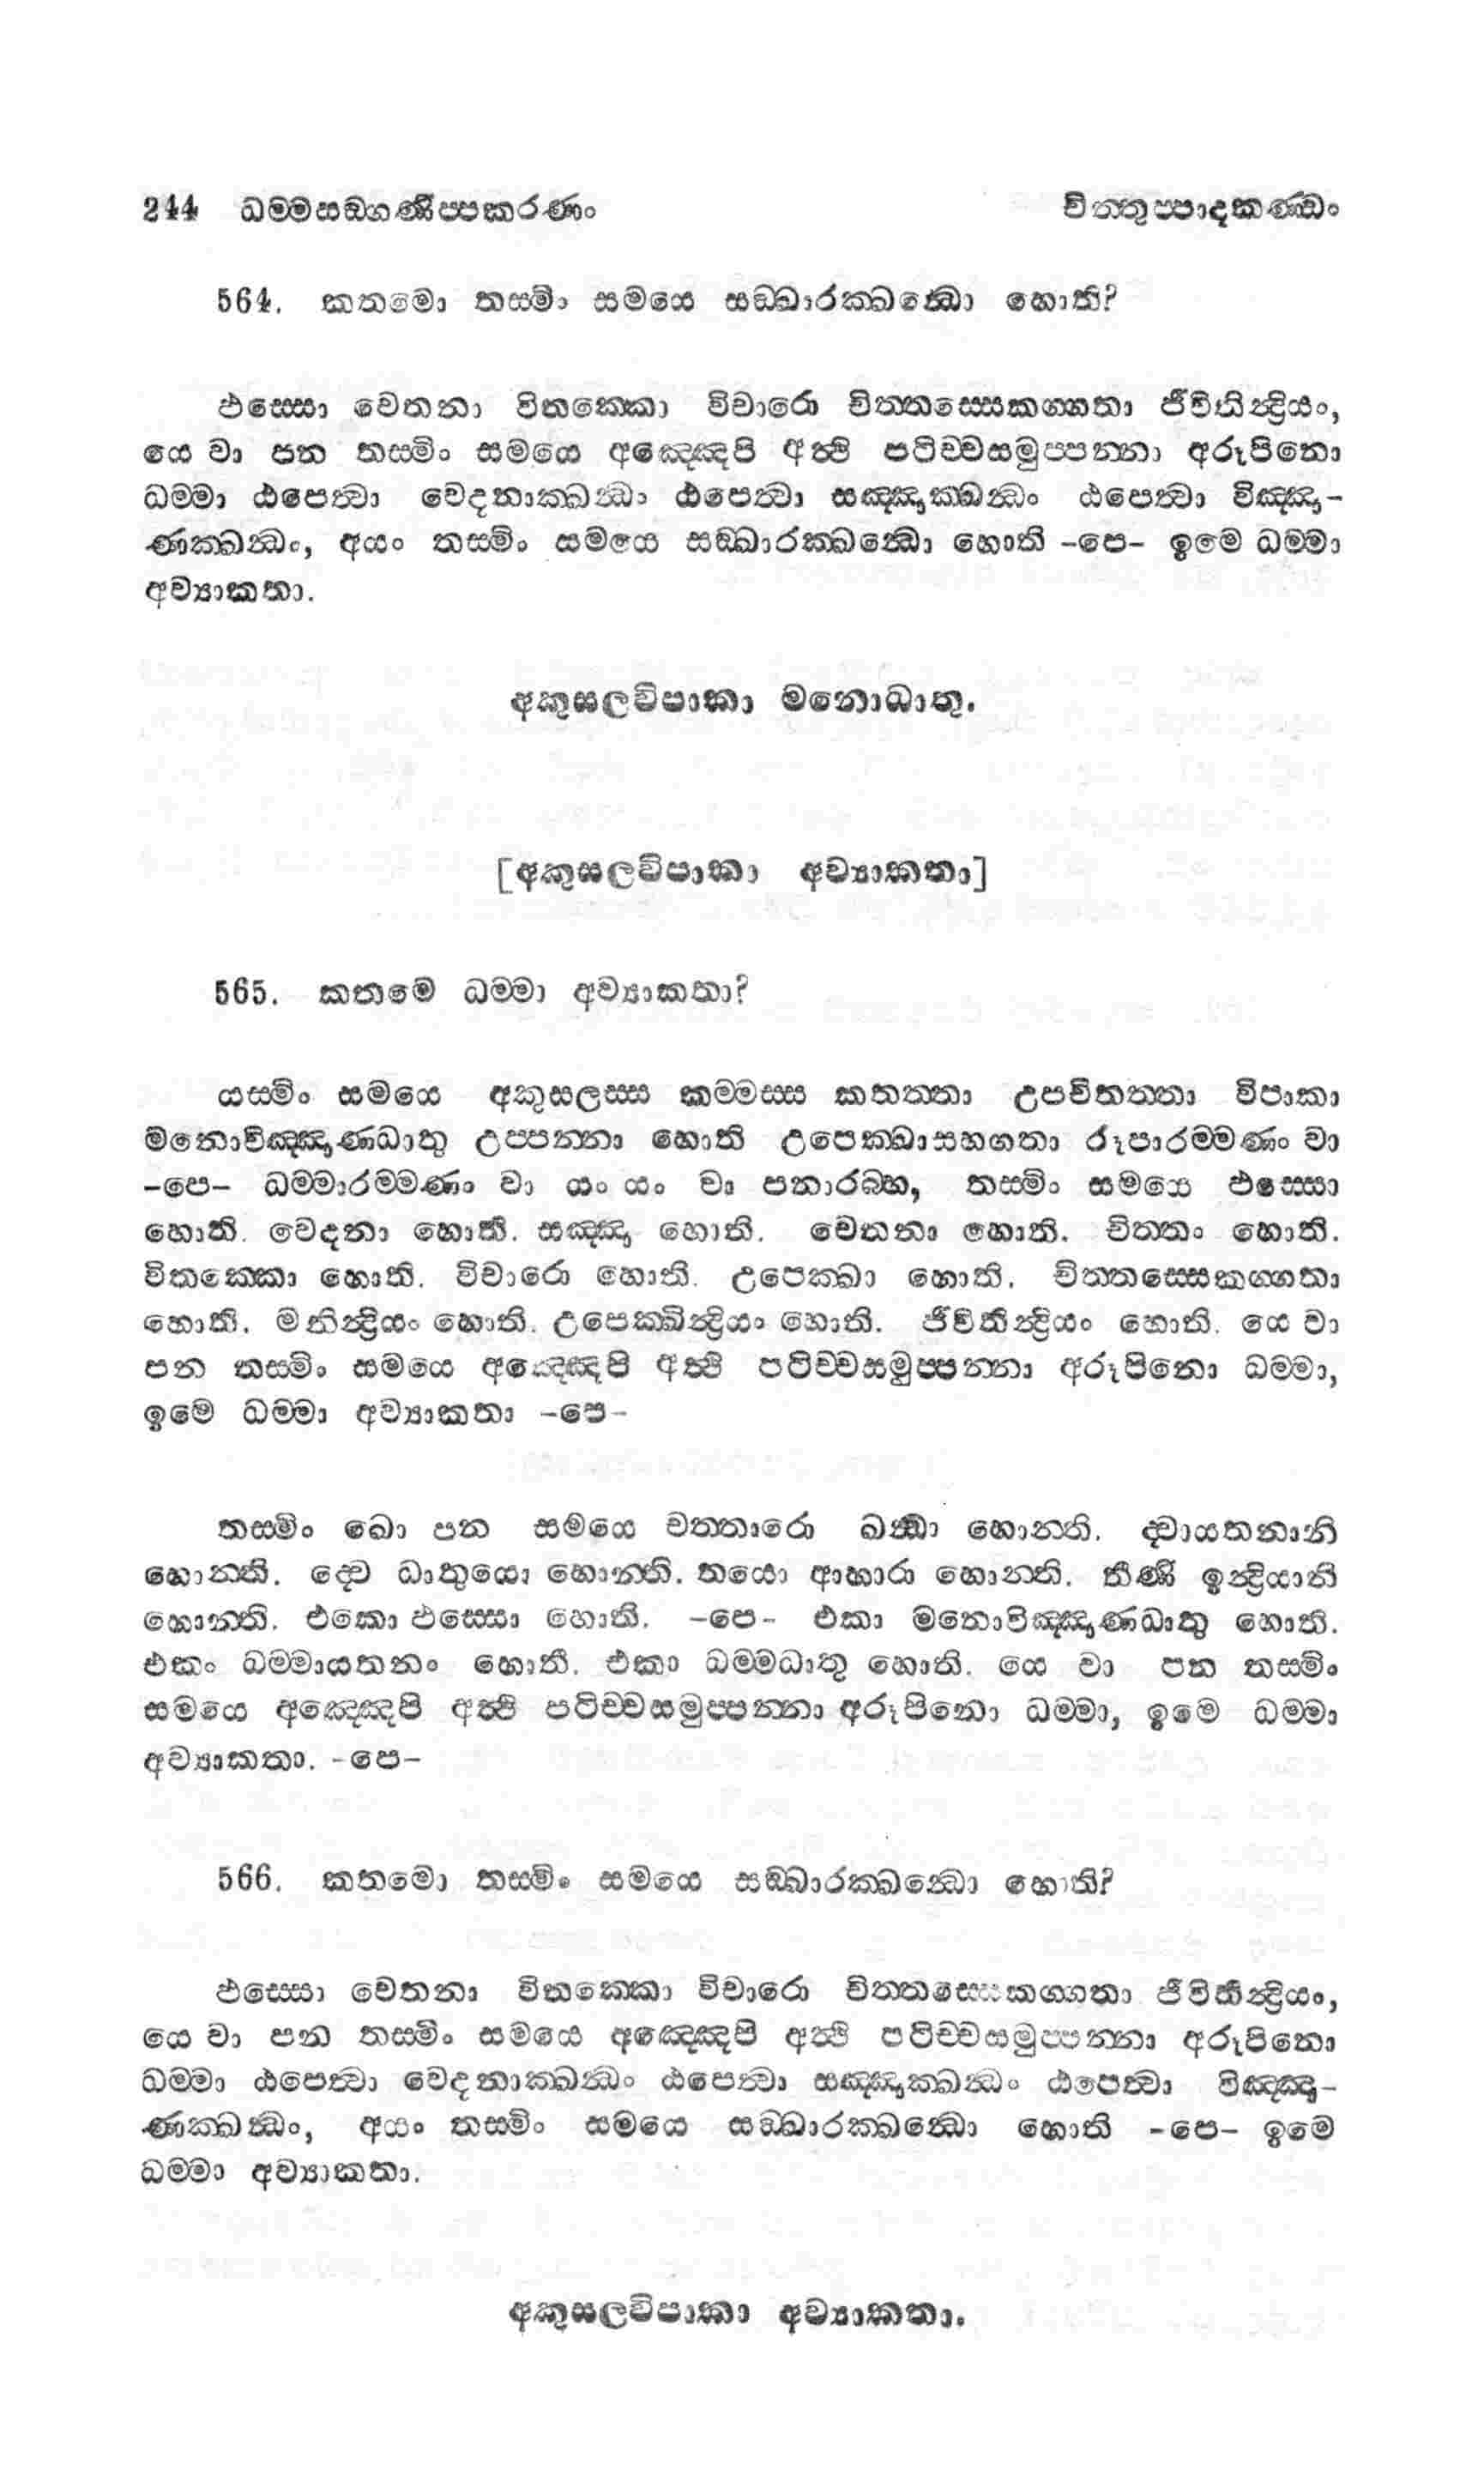 244 ධම්මසඞ්ගණිප්පකරණං චිත්තුප්පාදකණ්ඩං
564. කතමො තස්මිං සමයෙ සඞ්ඛාරක්ඛන්ධො හොති?
ඵස්සො චෙතනා විතක්කො විචාරො චිත්තස්සෙකග්ගතා ජීවිතින්ද්‍රියං,
යෙ වා පන තස්මිං සමයෙ අඤ්ඤෙපි අත්ථි පටිච්චසමුප්පන්නා අරූපිනො
ධම්මා ඨපෙත්වා වෙදනාක්ඛන්ධං ඨපෙත්වා සඤ්ඤාක්ඛන්ධං ඨපෙත්වා විඤ්ඤා-
ණක්ඛන්ධං, අයං තස්මිං සමයෙ සඞ්ඛාරක්ඛන්ධො හොති -පෙ- ඉමෙ ධම්මා
අව්‍යාකතා.
අකුසලවිපාකා මනොධාතු.
[අකුසලවිපාකා අව්‍යාකතා]
565. කතමෙ ධම්මා අව්‍යාකතා?
යස්මිං සමයෙ අකුසලස්ස කම්මස්ස කතත්තා උපචිතත්තා විපාකා
මනොවිඤ්ඤාණධාතු උප්පන්නා හොති උපෙක්ඛාසහගතා රූපාරම්මණං වා
-පෙ- ධම්මාරම්මණං වා යං යං වා පනාරබ්භ, තස්මිං සමයෙ ඵස්සො
හොති. වෙදනා හොති. සඤ්ඤා හොති. චෙතනා හොති. චිත්තං හොති.
විතක්කො හොති. විචාරො හොති. උපෙක්ඛා හොති. චිත්තස්සෙකග්ගතා
හොති. මනින්ද්‍රියං හොති. උපෙක්ඛින්ද්‍රියං හොති. ජීවිතින්ද්‍රියං හොති. යෙ වා
පන තස්මිං සමයෙ අඤ්ඤෙපි අත්ථි පටිච්චසමුප්පන්නා අරූපිනො ධම්මා,
ඉමෙ ධම්මා අව්‍යාකතා -පෙ-
තස්මිං ඛො පන සමයෙ චත්තාරො ඛන්ධා හොන්ති. ද්වායතනානි
හොන්ති. ද්වෙ ධාතුයො හොන්ති. තයො ආහාරා හොන්ති. තීණි ඉන්ද්‍රියානි
හොන්ති. එකො ඵස්සො හොති. -පෙ- එකා මනොවිඤ්ඤාණධාතු හොති.
එකං ධම්මායතනං හොති. එකා ධම්මධාතු හොති. යෙ වා පන තස්මිං
සමයෙ අඤ්ඤෙපි අත්ථි පටිච්චසමුප්පන්නා අරූපිනො ධම්මා, ඉමෙ ධම්මා
අව්‍යාකතා. -පෙ-
566. කතමො තස්මිං සමයෙ සඞ්ඛාරක්ඛන්ධො හොති?
ඵස්සො චෙතනා විතක්කො විචාරො චිත්තස්සෙකග්ගතා ජීවිතින්ද්‍රියං,
යෙ වා පන තස්මිං සමයෙ අඤ්ඤෙපි අත්ථි පටිච්චසමුප්පන්නා අරූපිනො
ධම්මා ඨපෙත්වා වෙදනාක්ඛන්ධං ඨපෙත්වා සඤ්ඤාක්ඛන්ධං ඨපෙත්වා විඤ්ඤා-
ණක්ඛන්ධං, අයං තස්මිං සමයෙ සඞ්ඛාරක්ඛන්ධො හොති -පෙ- ඉමෙ
ධම්මා අව්‍යාකතා.
අකුසලවිපාකා අව්‍යාකතා.